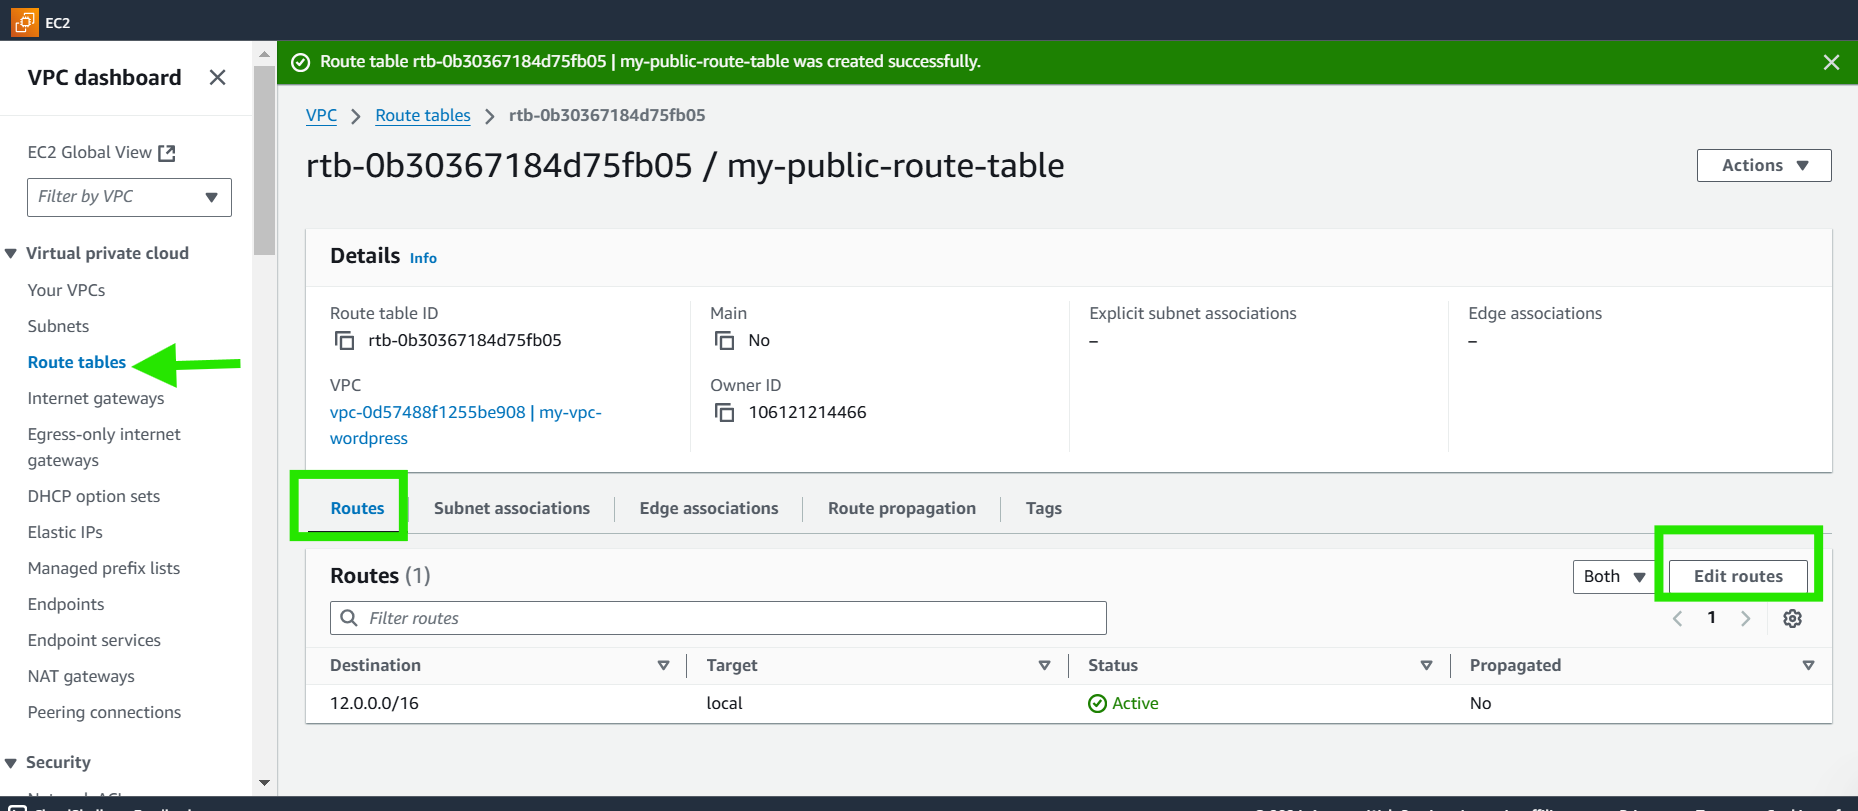 EC2
VPC dashboard
EC2 Global View
Filter by VPC
Virtual private cloud
Your VPCs
Subnets
Route tables
Internet gateways
Egress-only internet
gateways
DHCP option sets
Elastic IPs
Managed prefix lists
Endpoints
Endpoint services
NAT gateways
Peering connections
Security
Route table rtb-0b30367184d75fb05 | my-public-route-table was created successfully.
VPC > Route tables > rtb-0b30367184d75fb05
rtb-0b30367184d75fb05 / my-public-route-table
Actions
Details Info
Route table ID
rtb-0b30367184d75fb05
Main
No
Explicit subnet associations
–
Edge associations
–
VPC
vpc-0d57488f1255be908 | my-vpc-
wordpress
Owner ID
106121214466
Routes Subnet associations Edge associations Route propagation Tags
Routes (1)
Both
Edit routes
Filter routes
1
Destination Target Status Propagated
12.0.0.0/16 local Active No